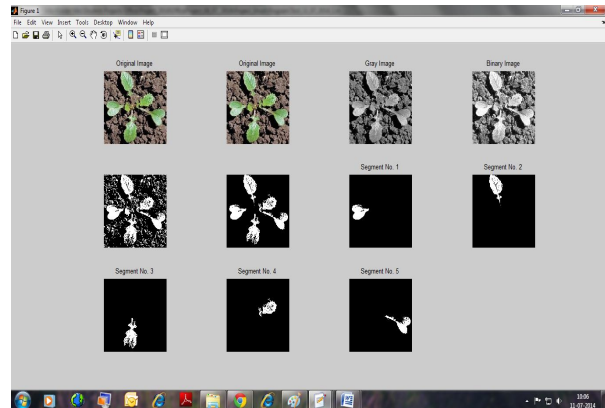 Figure 1
File Edit View Insert Tools Desktop Window Help
Original Image Original Image Gray Image Binary Image
Segment No. 1 Segment No. 2
Segment No. 3 Segment No. 4 Segment No. 5
10:06
11-07-2014